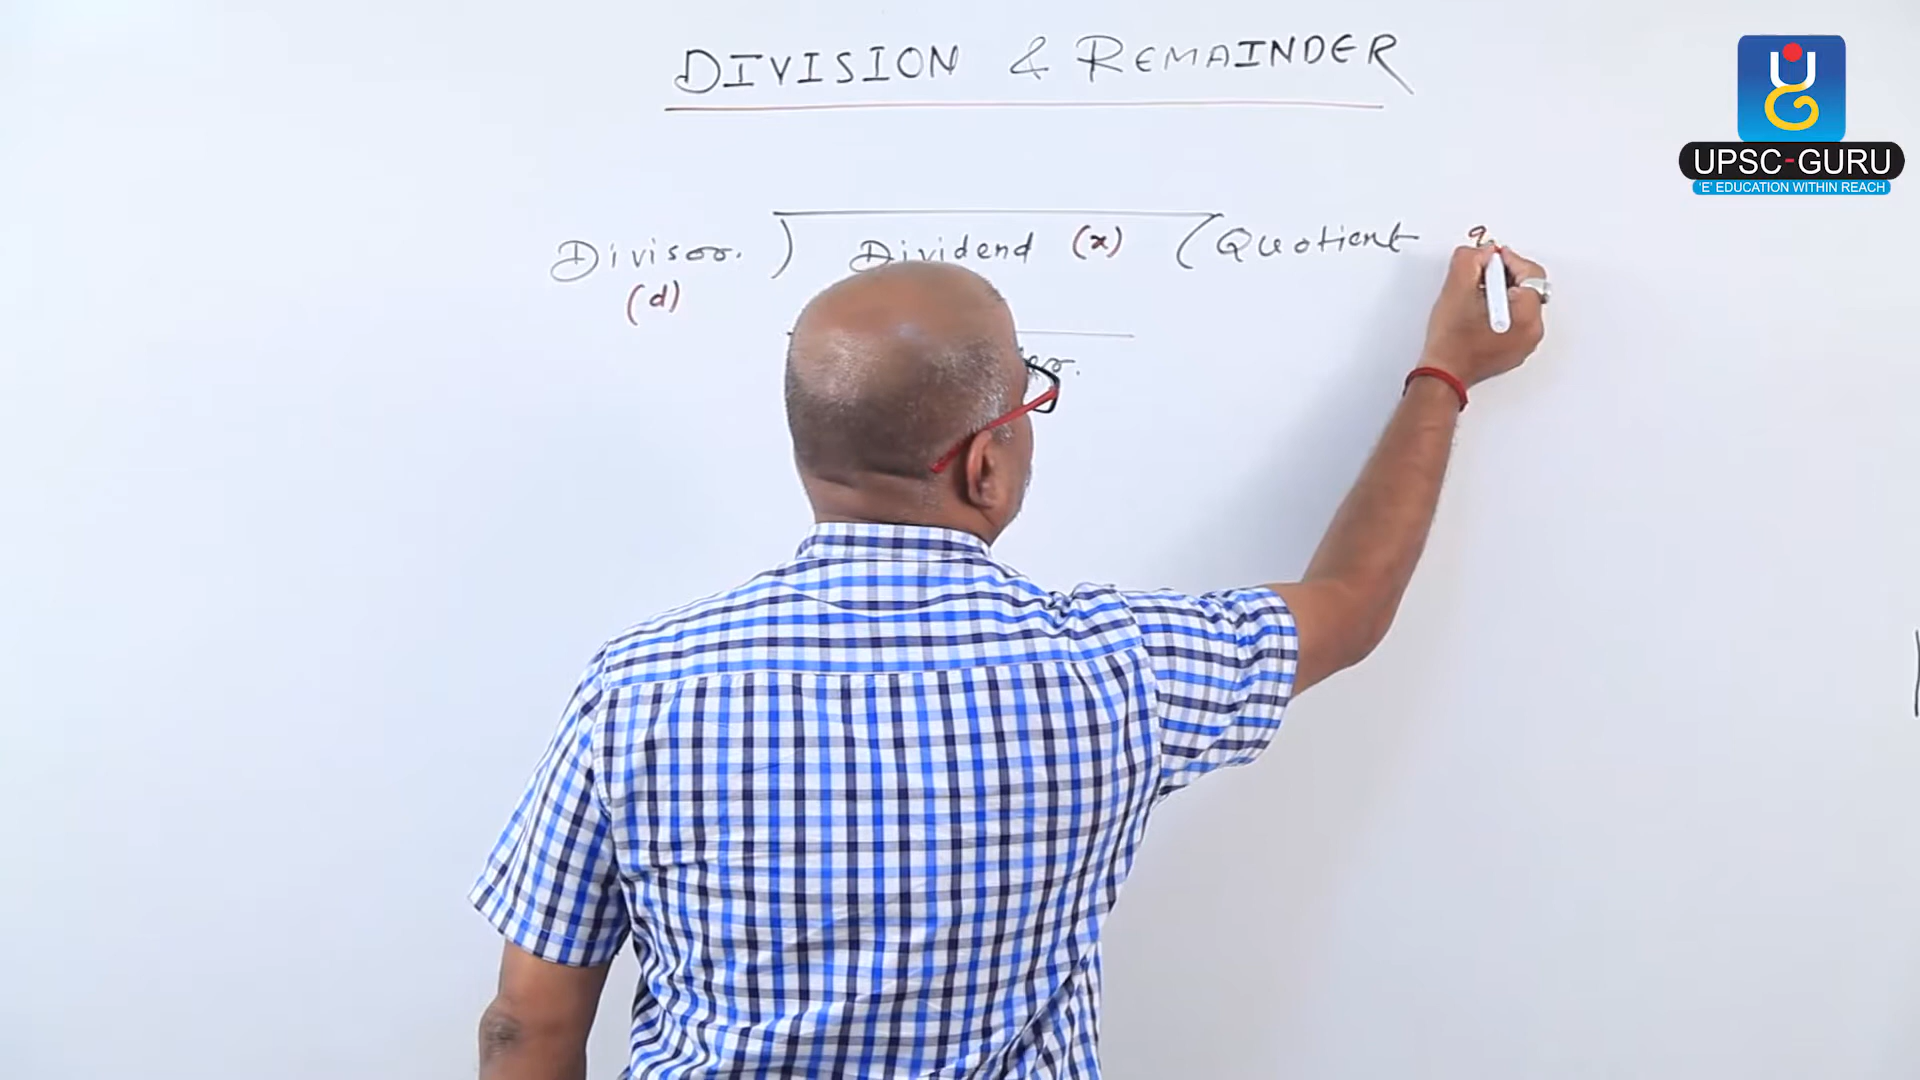 DIVISION & REMAINDER
UPSC-GURU
'E' EDUCATION WITHIN REACH
Divisor. ) Dividend (x) (Quotient q
(d)